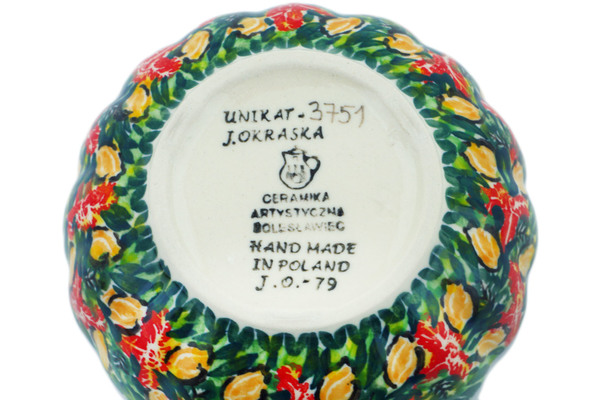 UNIKAT-3751
J.OKRASKA
CERAMIKA
ARTYSTYCZNA
BOLESŁAWIEC
HAND MADE
IN POLAND
J.O.-79